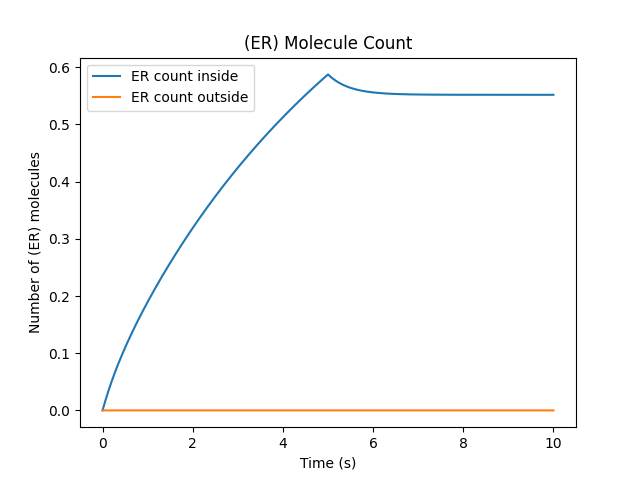 (ER) Molecule Count
ER count inside
ER count outside
Number of (ER) molecules
0.6
0.5
0.4
0.3
0.2
0.1
0.0
0 2 4 6 8 10
Time (s)